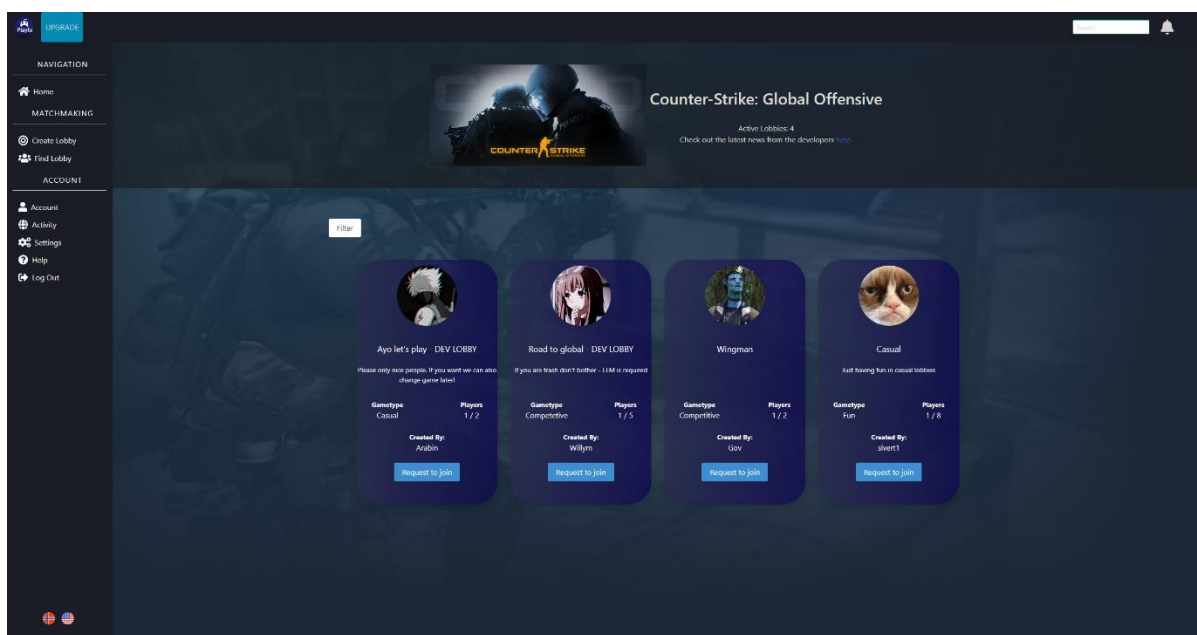 Playtu
UPGRADE
Search...
NAVIGATION
Home
MATCHMAKING
Create Lobby
Find Lobby
ACCOUNT
Account
Activity
Settings
Help
Log Out
COUNTER STRIKE
GLOBAL OFFENSIVE
Counter-Strike: Global Offensive
Active Lobbies: 4
Check out the latest news from the developers here.
Filter
Ayo let's play - DEV LOBBY
Please only nice people. If you want we can also
change game later!
Gametype Players
Casual 1 / 2
Created By:
Arabin
Request to join
Road to global - DEV LOBBY
If you are trash don't bother - LEM is required
Gametype Players
Competetive 1 / 5
Created By:
Willym
Request to join
Wingman
Gametype Players
Competitive 1 / 2
Created By:
Gov
Request to join
Casual
Just having fun in casual lobbies
Gametype Players
Fun 1 / 8
Created By:
sivert1
Request to join